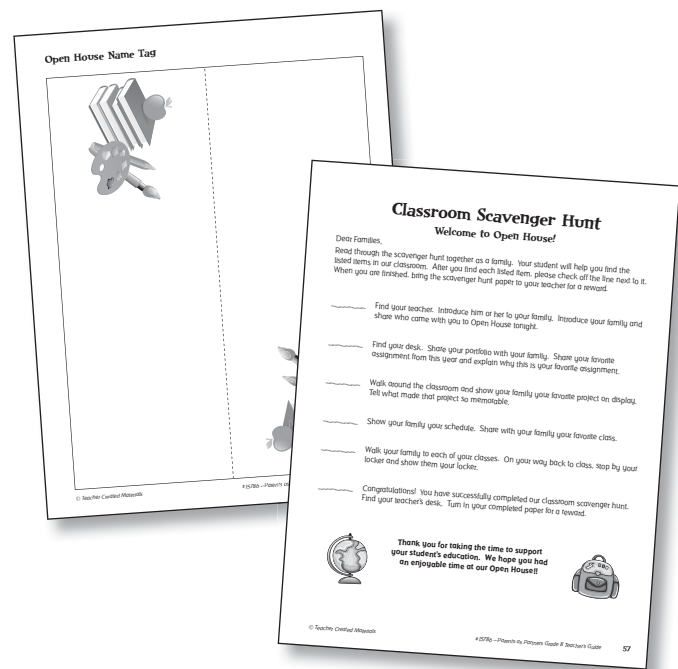 Open House Name Tag
© Teacher Created Materials
#15786—Parents as
Classroom Scavenger Hunt
Welcome to Open House!
Dear Families,
Read through the scavenger hunt together as a family. Your student will help you find the
listed items in our classroom. After you find each listed item, please check off the line next to it.
When you are finished, bring the scavenger hunt paper to your teacher for a reward.
Find your teacher. Introduce him or her to your family. Introduce your family and
share who came with you to Open House tonight.
Find your desk. Share your portfolio with your family. Share your favorite
assignment from this year and explain why this is your favorite assignment.
Walk around the classroom and show your family your favorite project on display.
Tell what made that project so memorable.
Show your family your schedule. Share with your family your favorite class.
Walk your family to each of your classes. On your way back to class, stop by your
locker and show them your locker.
Congratulations! You have successfully completed our classroom scavenger hunt.
Find your teacher's desk. Turn in your completed paper for a reward.
Thank you for taking the time to support
your student's education. We hope you had
an enjoyable time at our Open House!!
© Teacher Created Materials
#15786—Parents as Partners Grade 8 Teacher's Guide
57